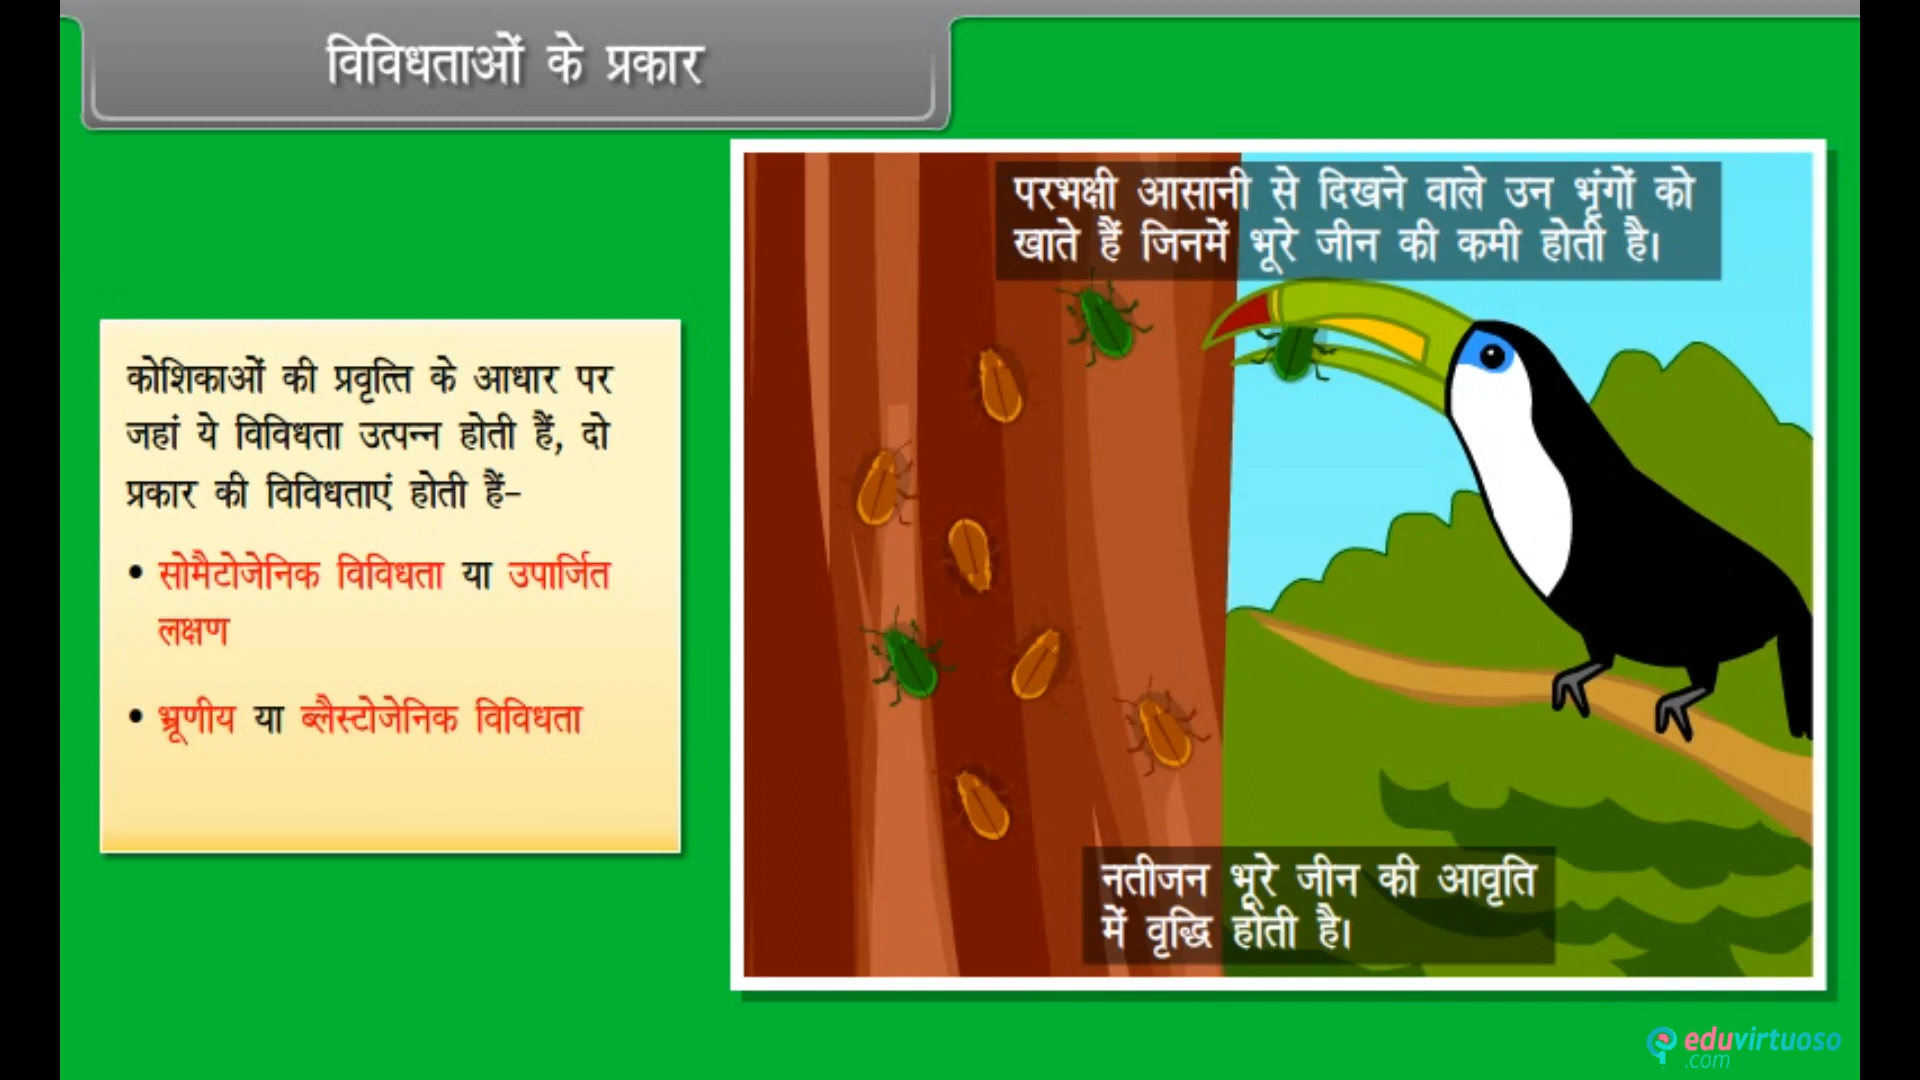 विविधताओं के प्रकार
कोशिकाओं की प्रवृत्ति के आधार पर
जहां ये विविधता उत्पन्न होती हैं, दो
प्रकार की विविधताएं होती हैं-
• सोमैटोजेनिक विविधता या उपार्जित
लक्षण
• भ्रूणीय या ब्लैस्टोजेनिक विविधता
परभक्षी आसानी से दिखने वाले उन भृंगों को
खाते हैं जिनमें भूरे जीन की कमी होती है।
नतीजन भूरे जीन की आवृति
में वृद्धि होती है।
eduvirtuoso
.com